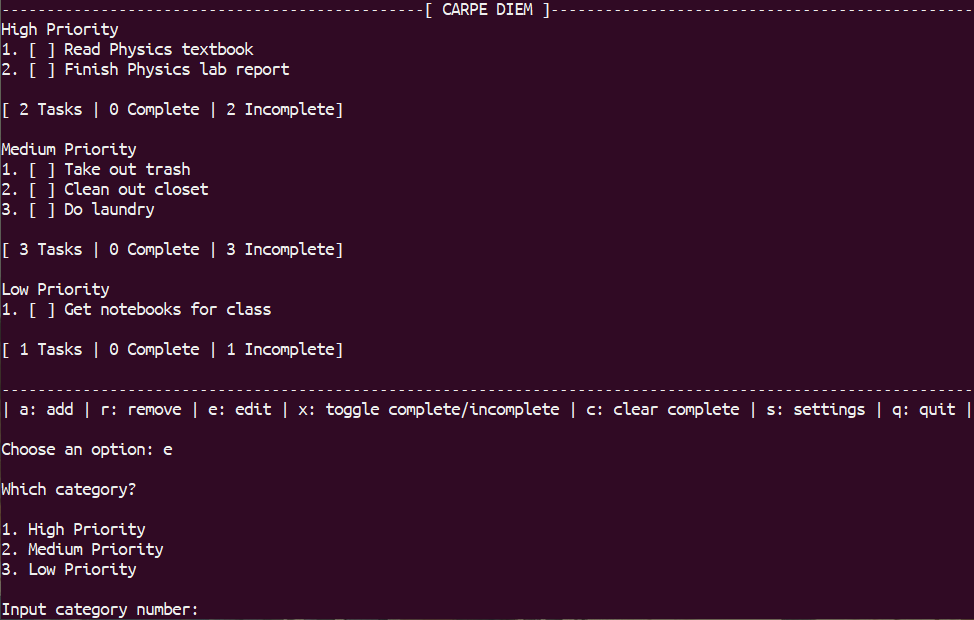 -----------------------------------------------[ CARPE DIEM ]-----------------------------------------------
High Priority
1. [ ] Read Physics textbook
2. [ ] Finish Physics lab report
[ 2 Tasks | 0 Complete | 2 Incomplete]
Medium Priority
1. [ ] Take out trash
2. [ ] Clean out closet
3. [ ] Do laundry
[ 3 Tasks | 0 Complete | 3 Incomplete]
Low Priority
1. [ ] Get notebooks for class
[ 1 Tasks | 0 Complete | 1 Incomplete]
------------------------------------------------------------------------------------------------------------
| a: add | r: remove | e: edit | x: toggle complete/incomplete | c: clear complete | s: settings | q: quit |
Choose an option: e
Which category?
1. High Priority
2. Medium Priority
3. Low Priority
Input category number: